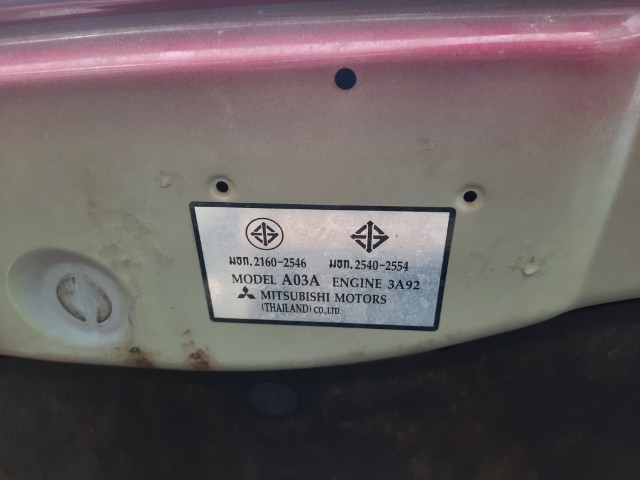 มอก.2160-2546 มอก.2540-2554
MODEL A03A ENGINE 3A92
MITSUBISHI MOTORS
(THAILAND) CO.,LTD.